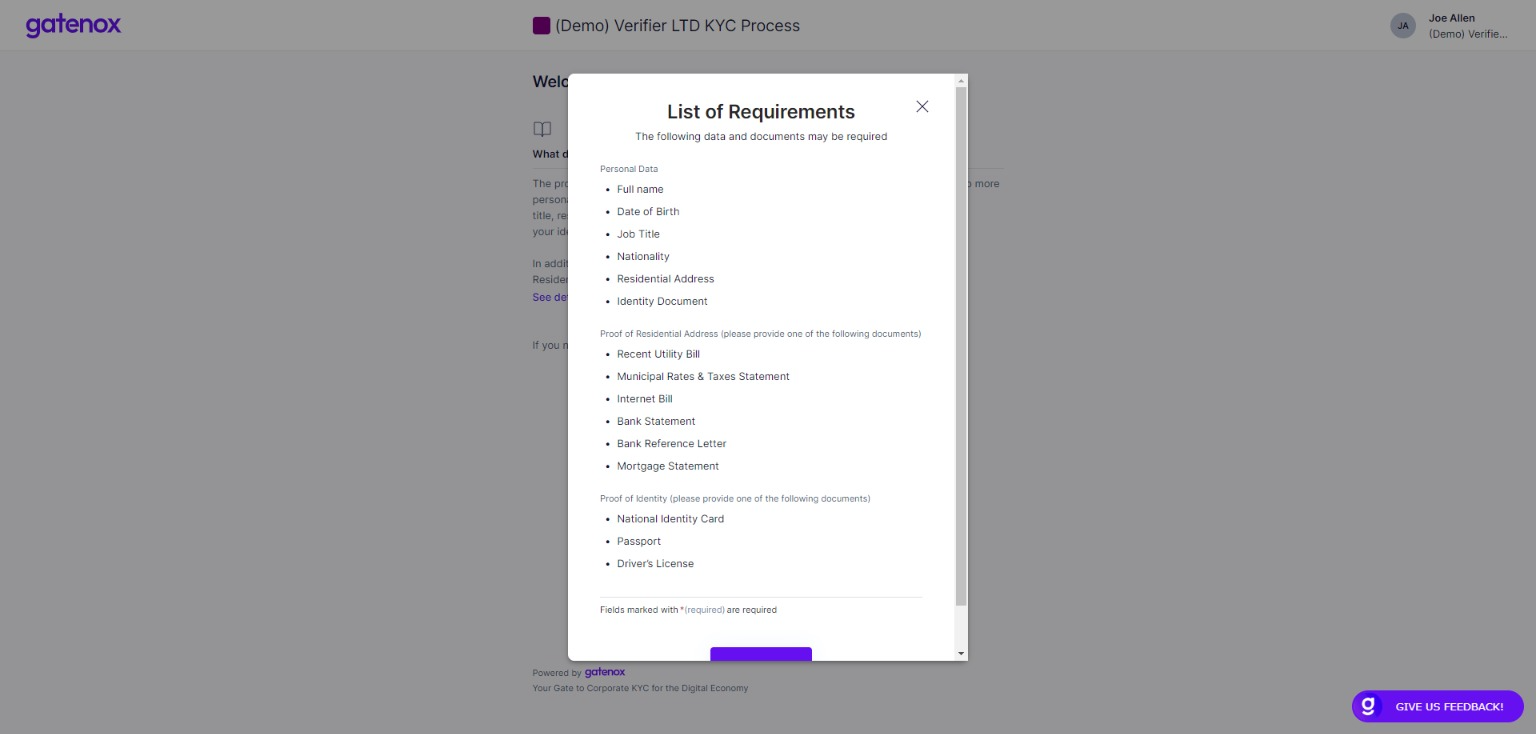 gatenox
(Demo) Verifier LTD KYC Process
JA
Joe Allen
(Demo) Verifie...
Welc
What d
The pro
persona
title, re
your ide
In addit
Resider
See det
If you n
o more
List of Requirements
The following data and documents may be required
Personal Data
• Full name
• Date of Birth
• Job Title
• Nationality
• Residential Address
• Identity Document
Proof of Residential Address (please provide one of the following documents)
• Recent Utility Bill
• Municipal Rates & Taxes Statement
• Internet Bill
• Bank Statement
• Bank Reference Letter
• Mortgage Statement
Proof of Identity (please provide one of the following documents)
• National Identity Card
• Passport
• Driver's License
Fields marked with *(required) are required
Powered by gatenox
Your Gate to Corporate KYC for the Digital Economy
g GIVE US FEEDBACK!